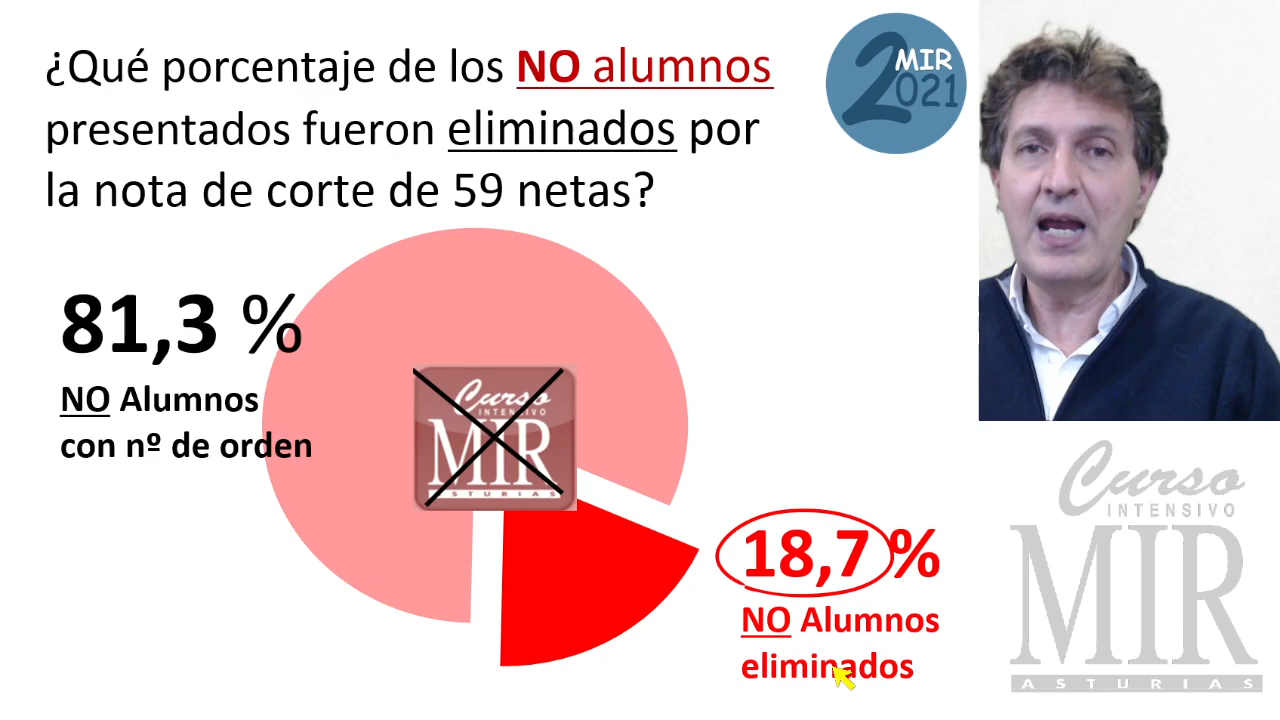 ¿Qué porcentaje de los NO alumnos
presentados fueron eliminados por
la nota de corte de 59 netas?
MIR
2021
81,3 %
NO Alumnos
con nº de orden
Curso
INTENSIVO
MIR
ASTURIAS
18,7 %
NO Alumnos
eliminados
Curso
INTENSIVO
MIR
ASTURIAS